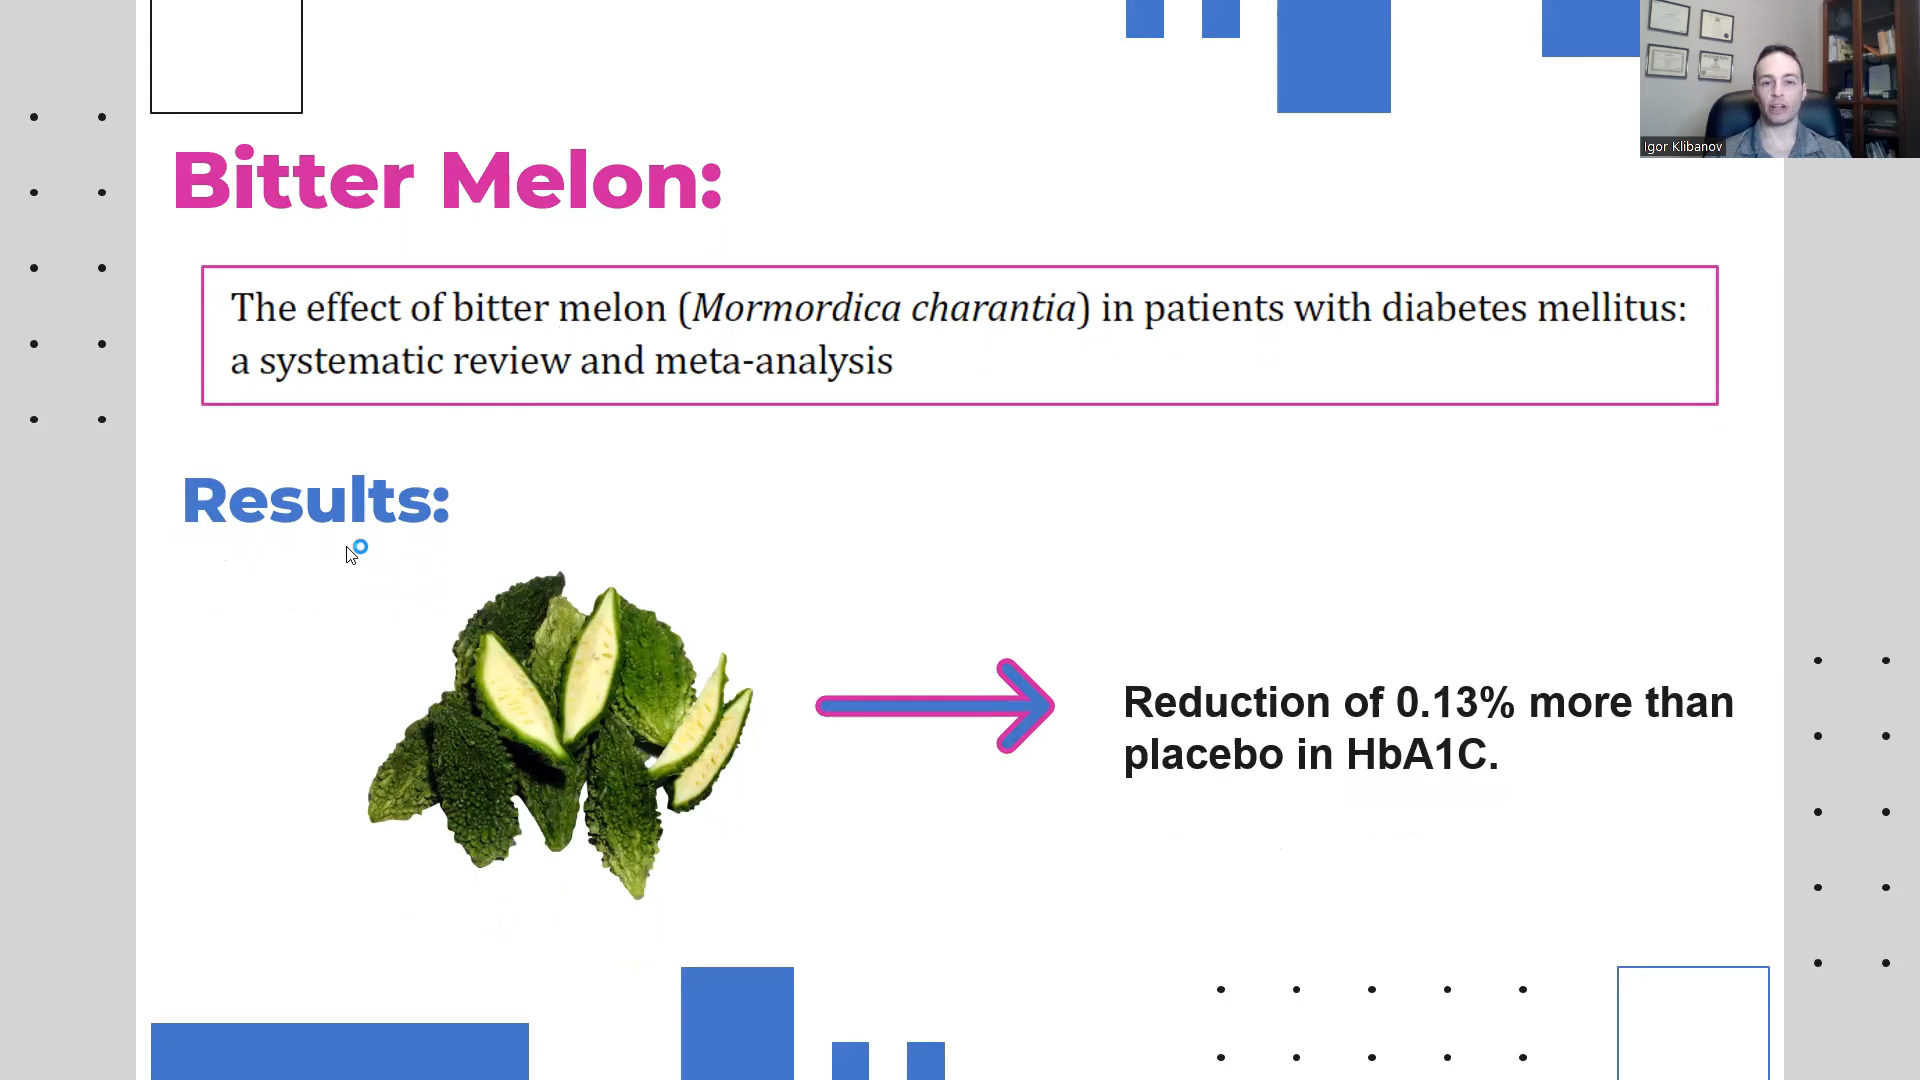 Igor Klibanov
Bitter Melon:
The effect of bitter melon (Mormordica charantia) in patients with diabetes mellitus:
a systematic review and meta-analysis
Results:
Reduction of 0.13% more than
placebo in HbA1C.